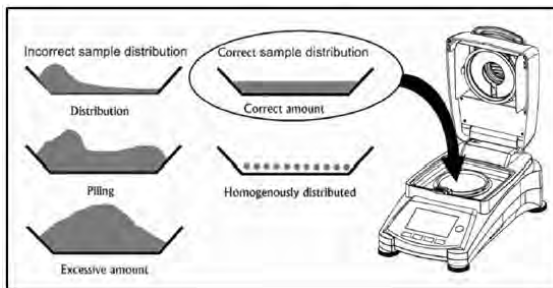 Incorrect sample distribution
Correct sample distribution
Distribution
Correct amount
Piling
Homogenously distributed
Excessive amount